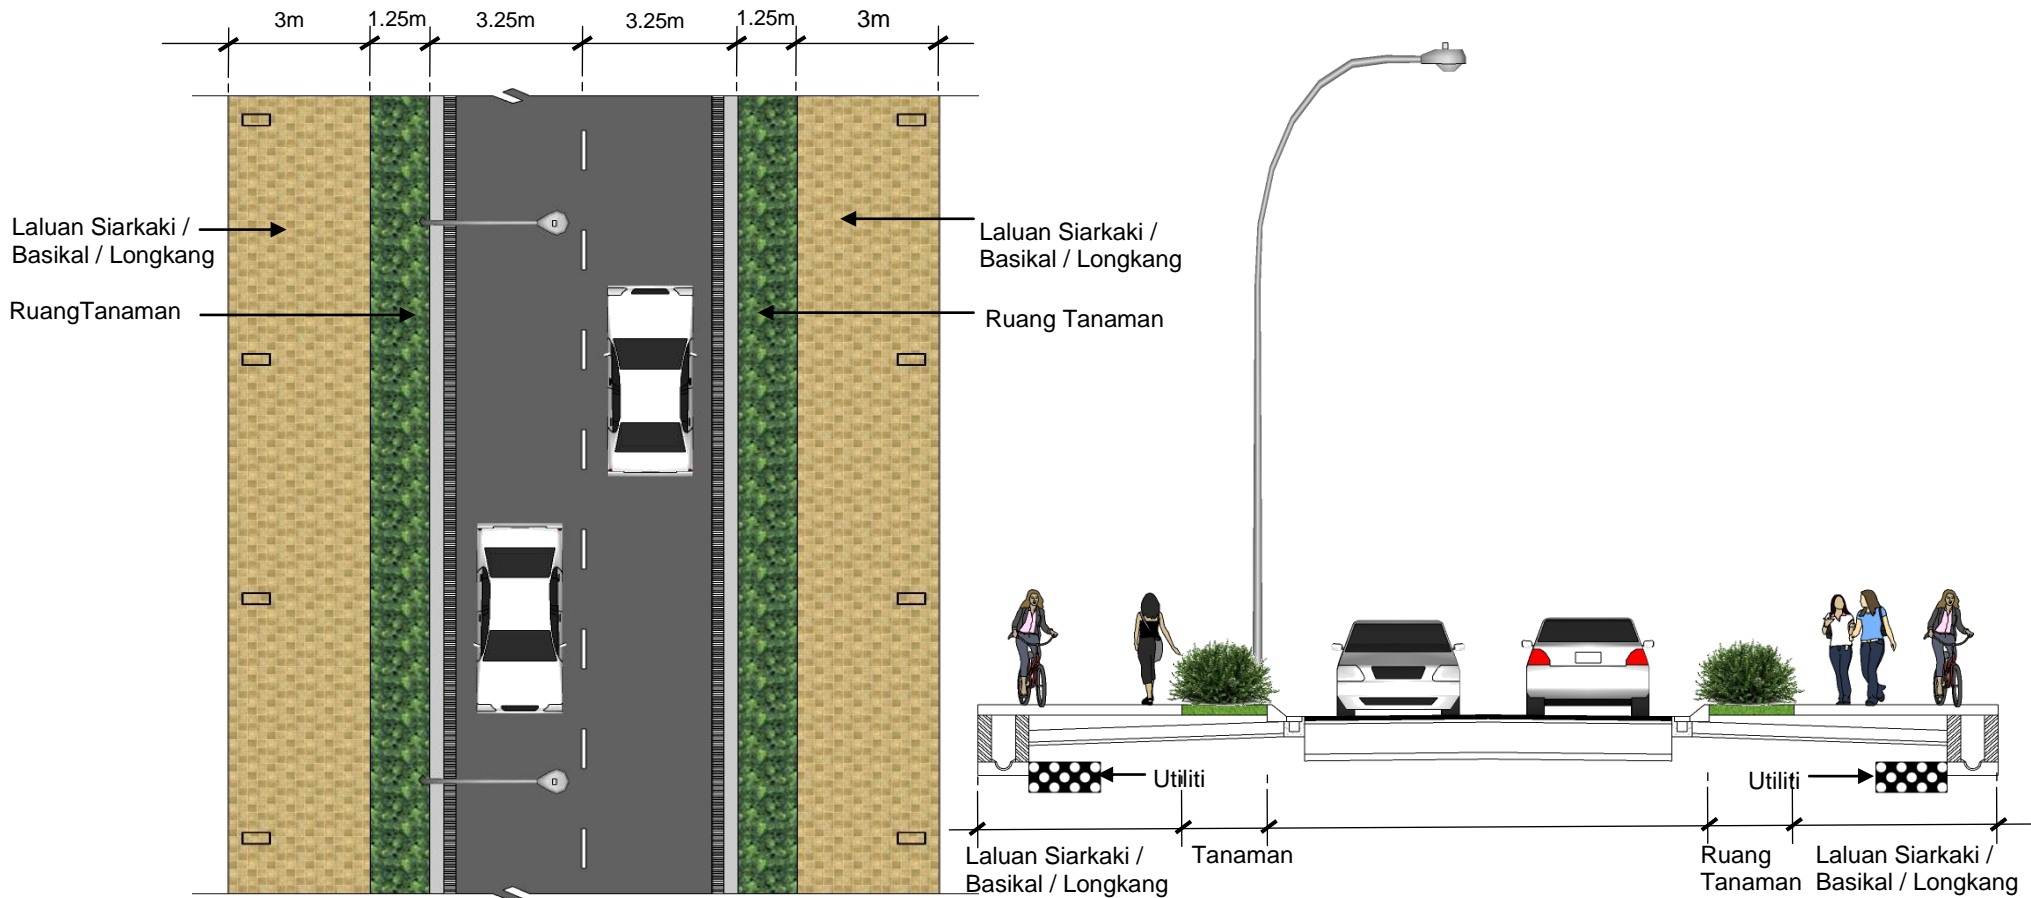 3m 1.25m 3.25m 3.25m 1.25m 3m
Laluan Siarkaki /
Basikal / Longkang
RuangTanaman
Laluan Siarkaki /
Basikal / Longkang
Ruang Tanaman
Utiliti
Utiliti
Laluan Siarkaki /
Basikal / Longkang
Tanaman
Ruang
Tanaman
Laluan Siarkaki /
Basikal / Longkang